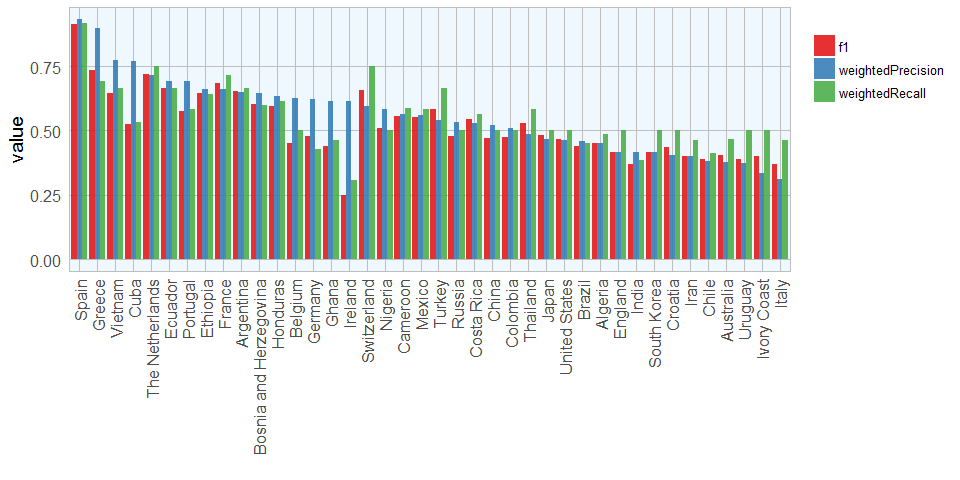 value
0.75
0.50
0.25
0.00
Spain
Greece
Vietnam
Cuba
The Netherlands
Ecuador
Portugal
Ethiopia
France
Argentina
Bosnia and Herzegovina
Honduras
Belgium
Germany
Ghana
Ireland
Switzerland
Nigeria
Cameroon
Mexico
Turkey
Russia
Costa Rica
China
Colombia
Thailand
Japan
United States
Brazil
Algeria
England
India
South Korea
Croatia
Iran
Chile
Australia
Uruguay
Ivory Coast
Italy
f1
weightedPrecision
weightedRecall